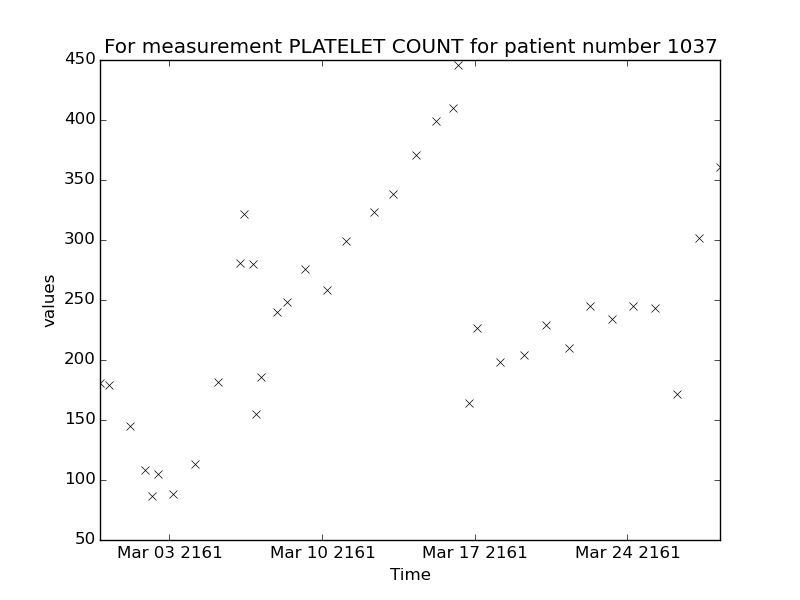 For measurement PLATELET COUNT for patient number 1037
450
400
350
300
250
200
150
100
50
values
Mar 03 2161 Mar 10 2161 Mar 17 2161 Mar 24 2161
Time